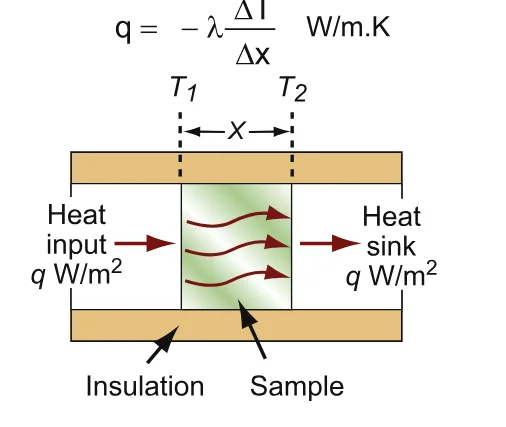 q = − λ ΔT/Δx W/m.K
T1 T2
X
Heat input q W/m²
Heat sink q W/m²
Insulation Sample